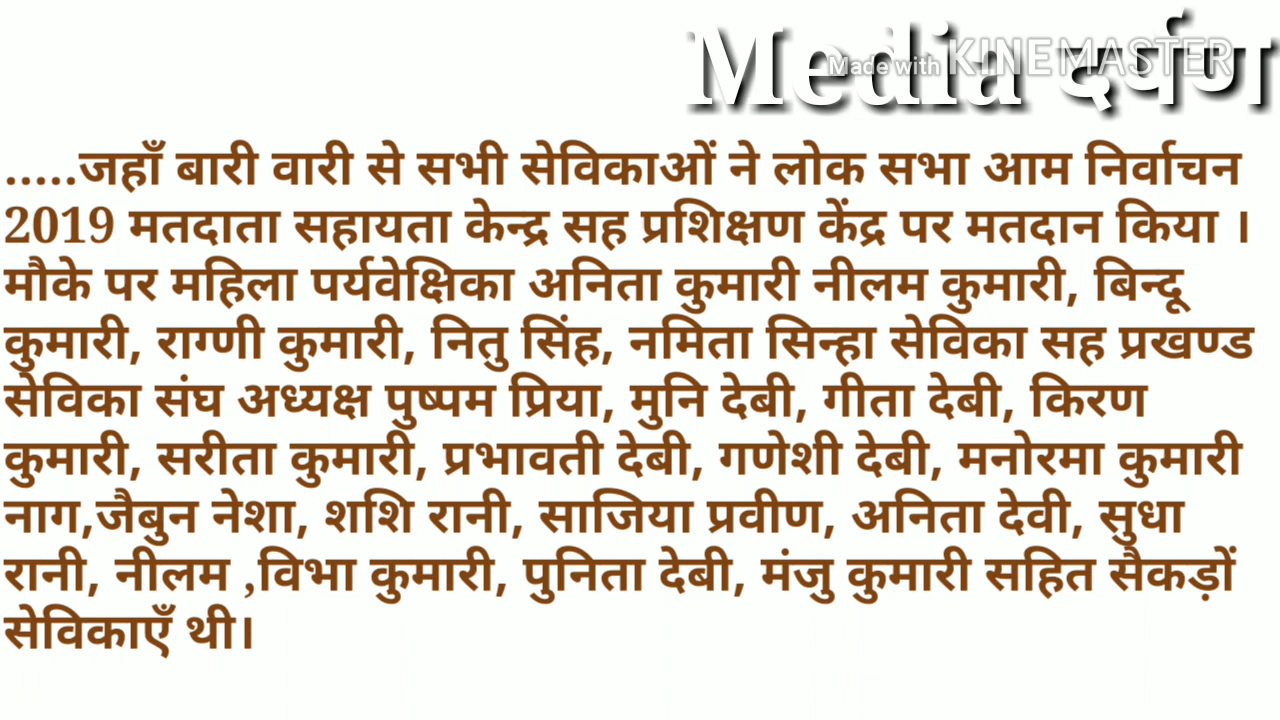 Media दर्पण
Made with KINEMASTER
.....जहाँ बारी वारी से सभी सेविकाओं ने लोक सभा आम निर्वाचन
2019 मतदाता सहायता केन्द्र सह प्रशिक्षण केंद्र पर मतदान किया ।
मौके पर महिला पर्यवेक्षिका अनिता कुमारी नीलम कुमारी, बिन्दू
कुमारी, राग्णी कुमारी, नितु सिंह, नमिता सिन्हा सेविका सह प्रखण्ड
सेविका संघ अध्यक्ष पुष्पम प्रिया, मुनि देबी, गीता देबी, किरण
कुमारी, सरीता कुमारी, प्रभावती देबी, गणेशी देबी, मनोरमा कुमारी
नाग,जैबुन नेशा, शशि रानी, साजिया प्रवीण, अनिता देवी, सुधा
रानी, नीलम ,विभा कुमारी, पुनिता देबी, मंजु कुमारी सहित सैकड़ों
सेविकाएँ थी।